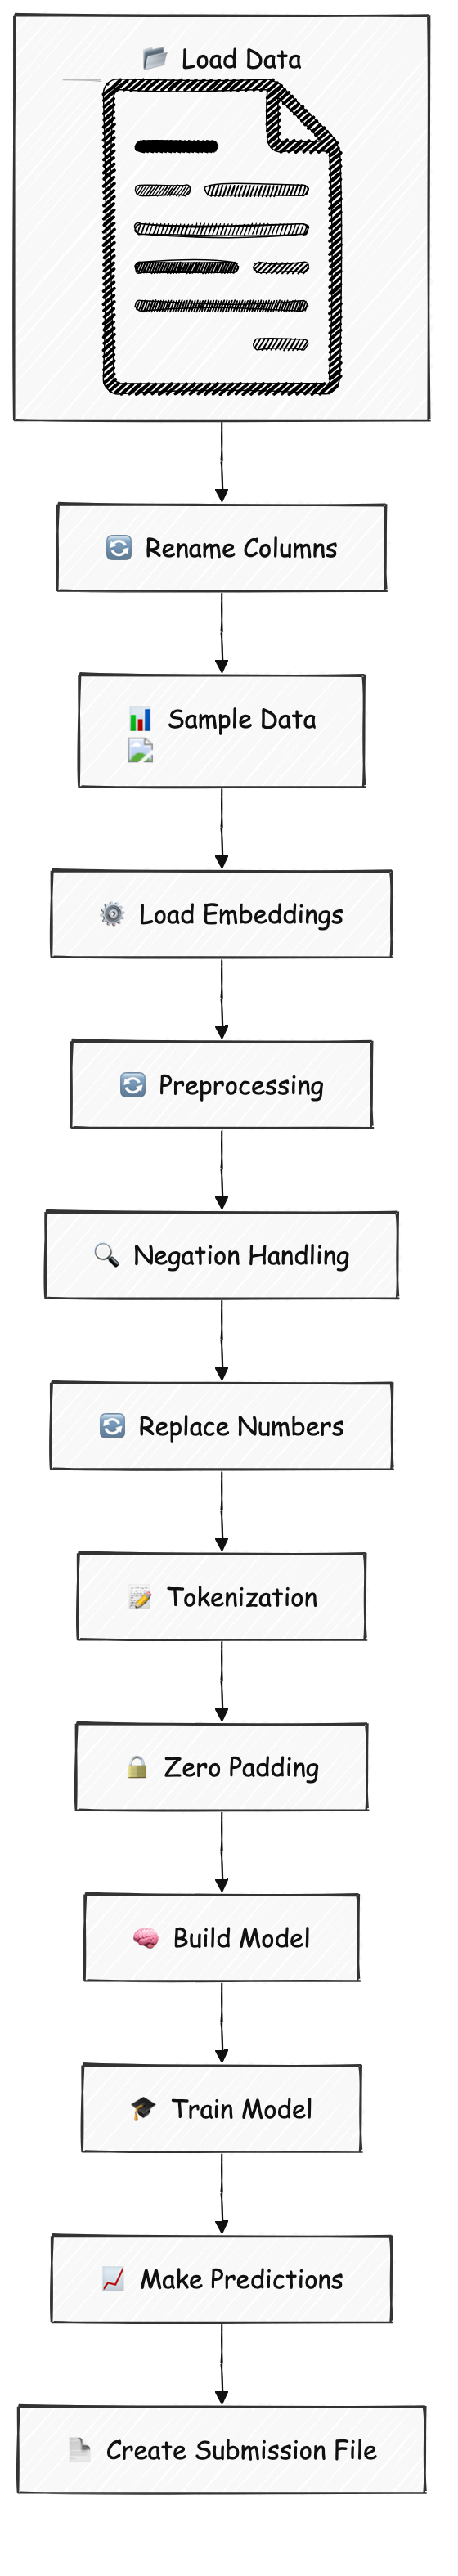 Load Data
Rename Columns
Sample Data
Load Embeddings
Preprocessing
Negation Handling
Replace Numbers
Tokenization
Zero Padding
Build Model
Train Model
Make Predictions
Create Submission File